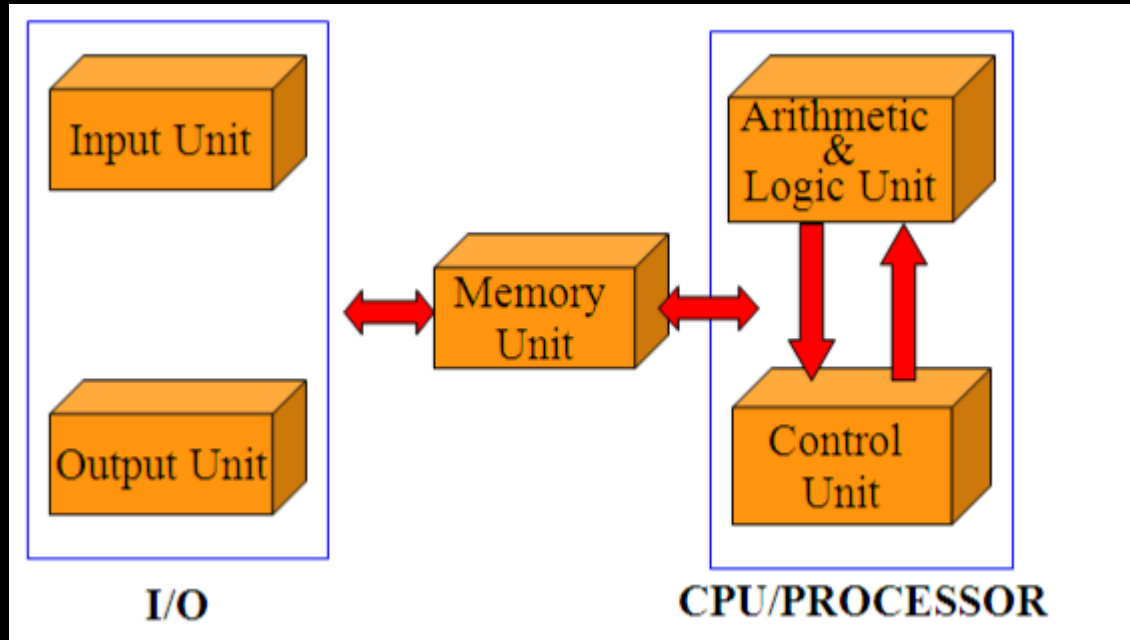 Input Unit
Output Unit
I/O
Memory
Unit
Arithmetic
&
Logic Unit
Control
Unit
CPU/PROCESSOR